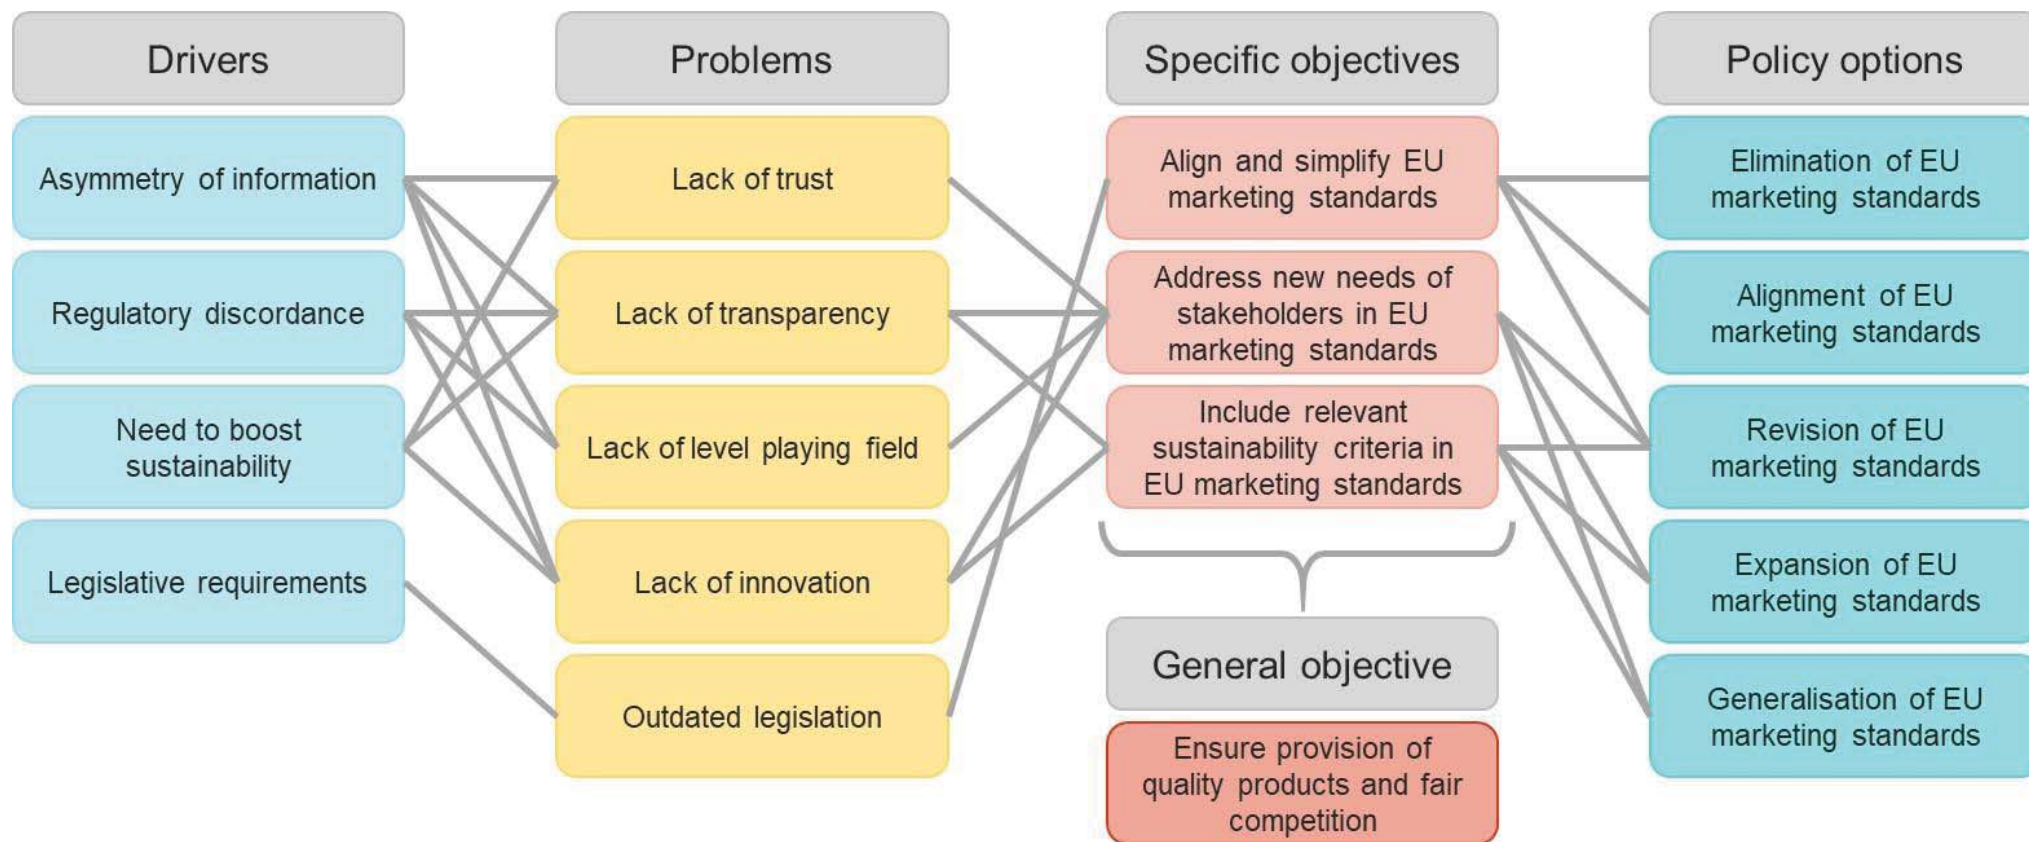 Drivers
Asymmetry of information
Regulatory discordance
Need to boost
sustainability
Legislative requirements
Problems
Lack of trust
Lack of transparency
Lack of level playing field
Lack of innovation
Outdated legislation
Specific objectives
Align and simplify EU
marketing standards
Address new needs of
stakeholders in EU
marketing standards
Include relevant
sustainability criteria in
EU marketing standards
General objective
Ensure provision of
quality products and fair
competition
Policy options
Elimination of EU
marketing standards
Alignment of EU
marketing standards
Revision of EU
marketing standards
Expansion of EU
marketing standards
Generalisation of EU
marketing standards